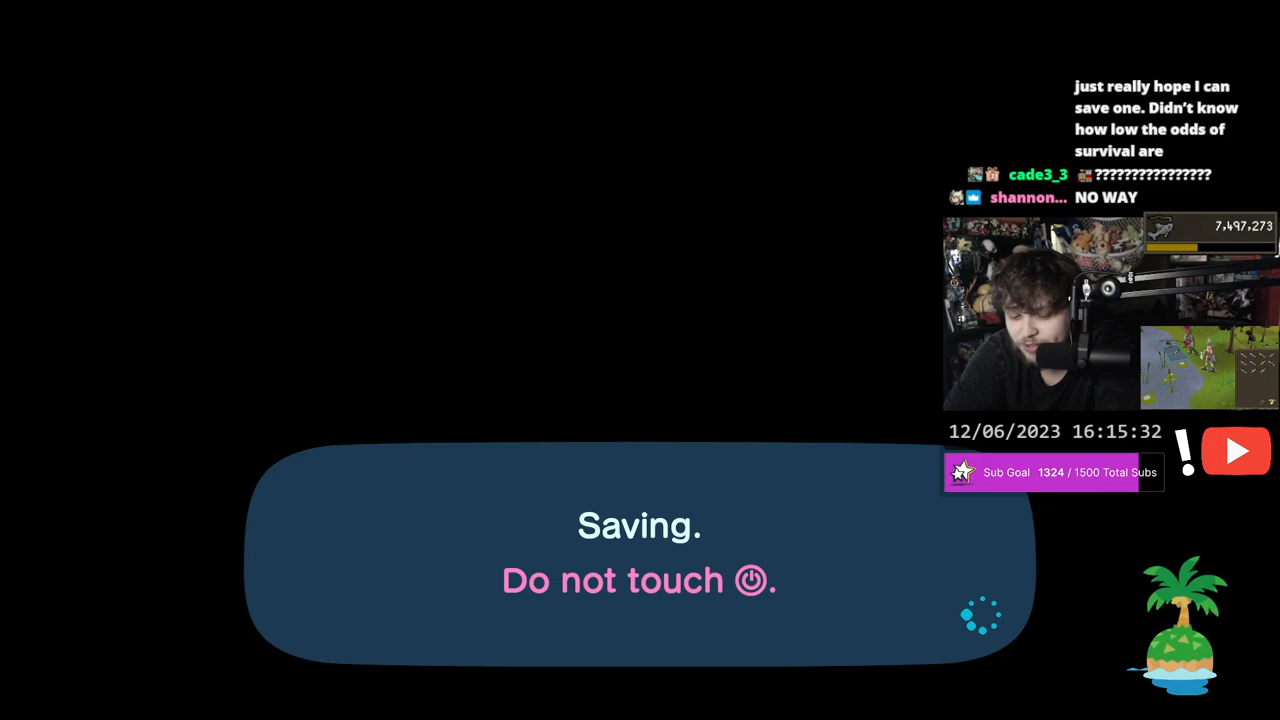 just really hope I can
save one. Didn't know
how low the odds of
survival are
cade3_3 ????????????????
shannon... NO WAY
7,497,273
12/06/2023 16:15:32
Sub Goal 1324 / 1500 Total Subs
Saving.
Do not touch ⏻.